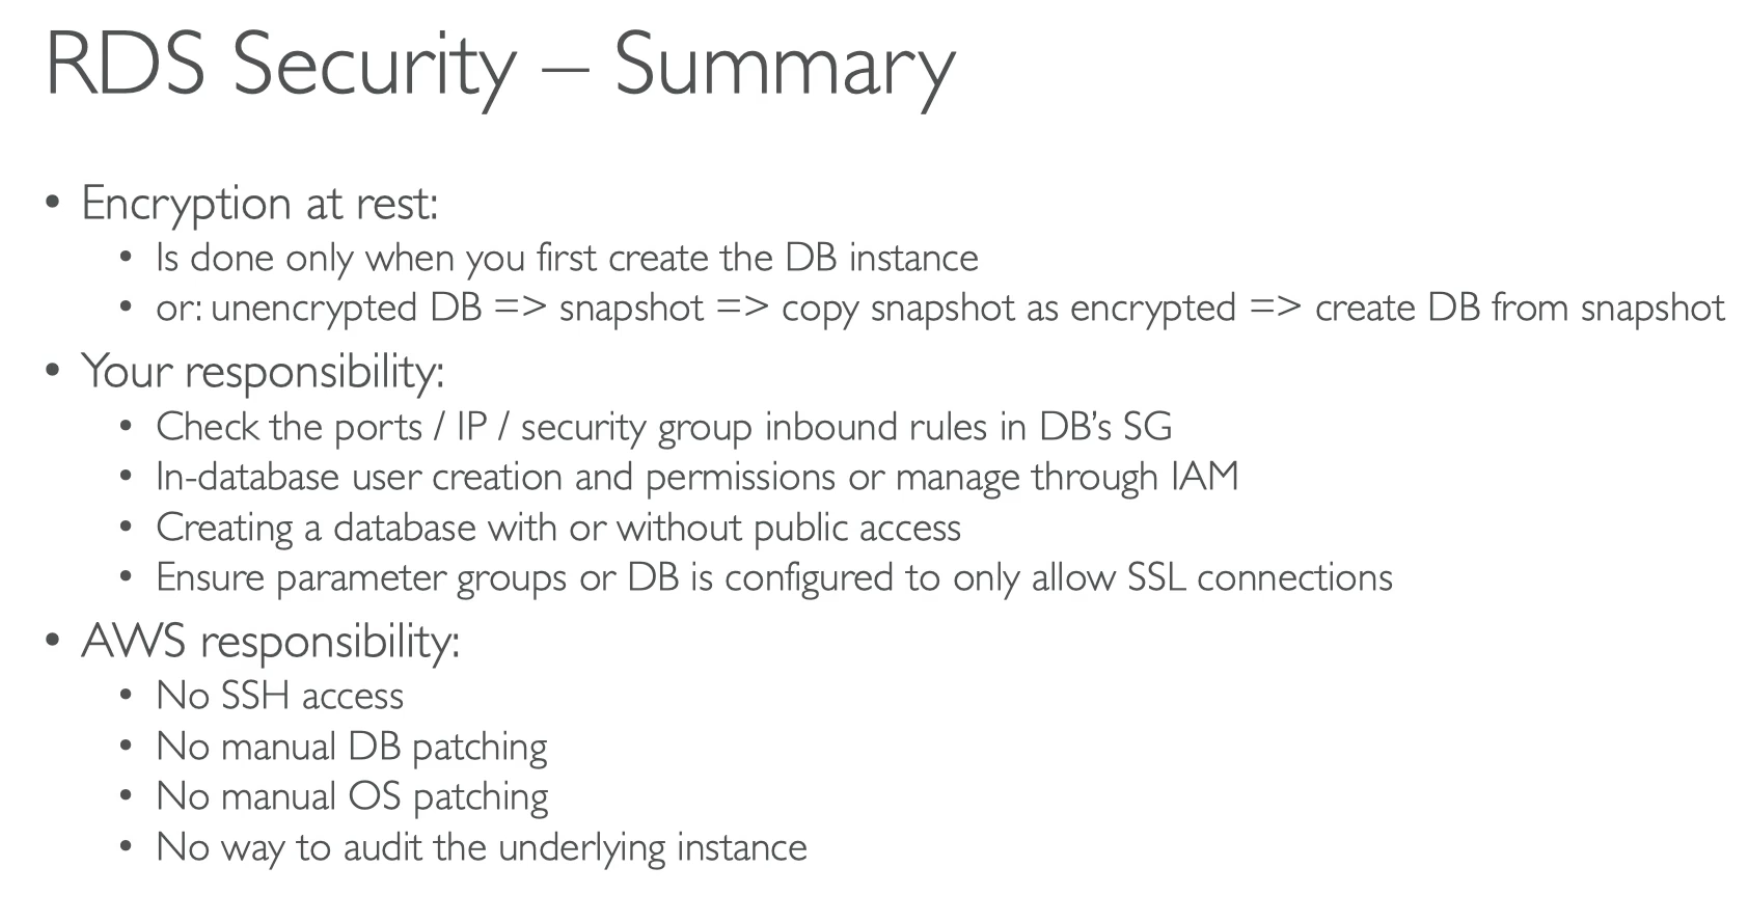 RDS Security – Summary
• Encryption at rest:
• Is done only when you first create the DB instance
• or: unencrypted DB => snapshot => copy snapshot as encrypted => create DB from snapshot
• Your responsibility:
• Check the ports / IP / security group inbound rules in DB’s SG
• In-database user creation and permissions or manage through IAM
• Creating a database with or without public access
• Ensure parameter groups or DB is configured to only allow SSL connections
• AWS responsibility:
• No SSH access
• No manual DB patching
• No manual OS patching
• No way to audit the underlying instance